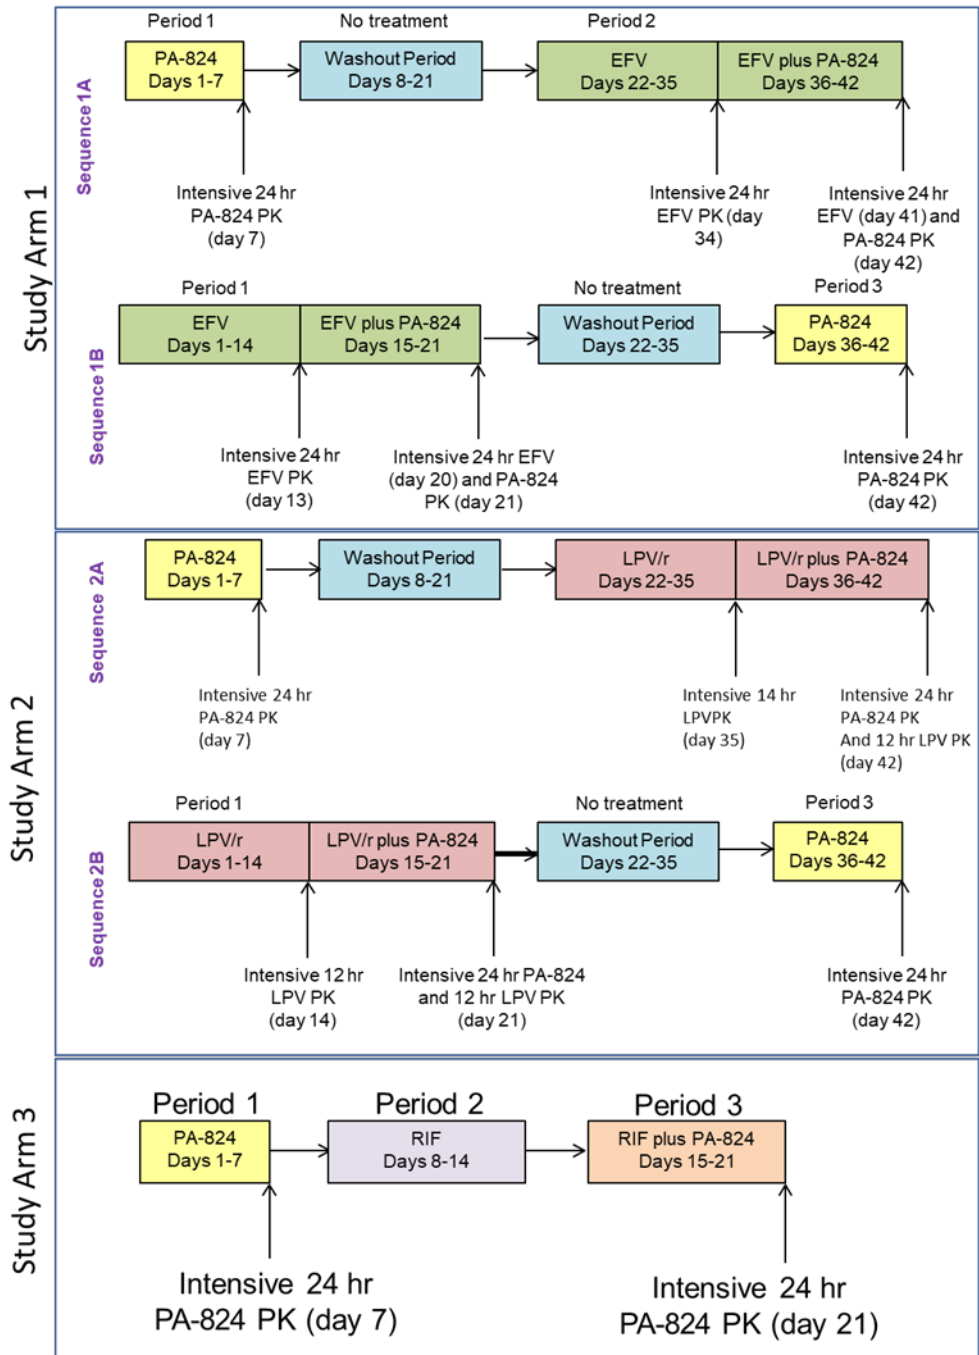 Study Arm 1
Sequence 1A
Period 1
No treatment
Period 2
PA-824
Days 1-7
Washout Period
Days 8-21
EFV
Days 22-35
EFV plus PA-824
Days 36-42
Intensive 24 hr
PA-824 PK
(day 7)
Intensive 24 hr
EFV PK (day
34)
Intensive 24 hr
EFV (day 41) and
PA-824 PK
(day 42)
Sequence 1B
Period 1
No treatment
Period 3
EFV
Days 1-14
EFV plus PA-824
Days 15-21
Washout Period
Days 22-35
PA-824
Days 36-42
Intensive 24 hr
EFV PK
(day 13)
Intensive 24 hr EFV
(day 20) and PA-824
PK (day 21)
Intensive 24 hr
PA-824 PK
(day 42)
Study Arm 2
Sequence 2A
PA-824
Days 1-7
Washout Period
Days 8-21
LPV/r
Days 22-35
LPV/r plus PA-824
Days 36-42
Intensive 24 hr
PA-824 PK
(day 7)
Intensive 14 hr
LPVPK
(day 35)
Intensive 24 hr
PA-824 PK
And 12 hr LPV PK
(day 42)
Sequence 2B
Period 1
No treatment
Period 3
LPV/r
Days 1-14
LPV/r plus PA-824
Days 15-21
Washout Period
Days 22-35
PA-824
Days 36-42
Intensive 12 hr
LPV PK
(day 14)
Intensive 24 hr PA-824
and 12 hr LPV PK
(day 21)
Intensive 24 hr
PA-824 PK
(day 42)
Study Arm 3
Period 1
Period 2
Period 3
PA-824
Days 1-7
RIF
Days 8-14
RIF plus PA-824
Days 15-21
Intensive 24 hr
PA-824 PK (day 7)
Intensive 24 hr
PA-824 PK (day 21)